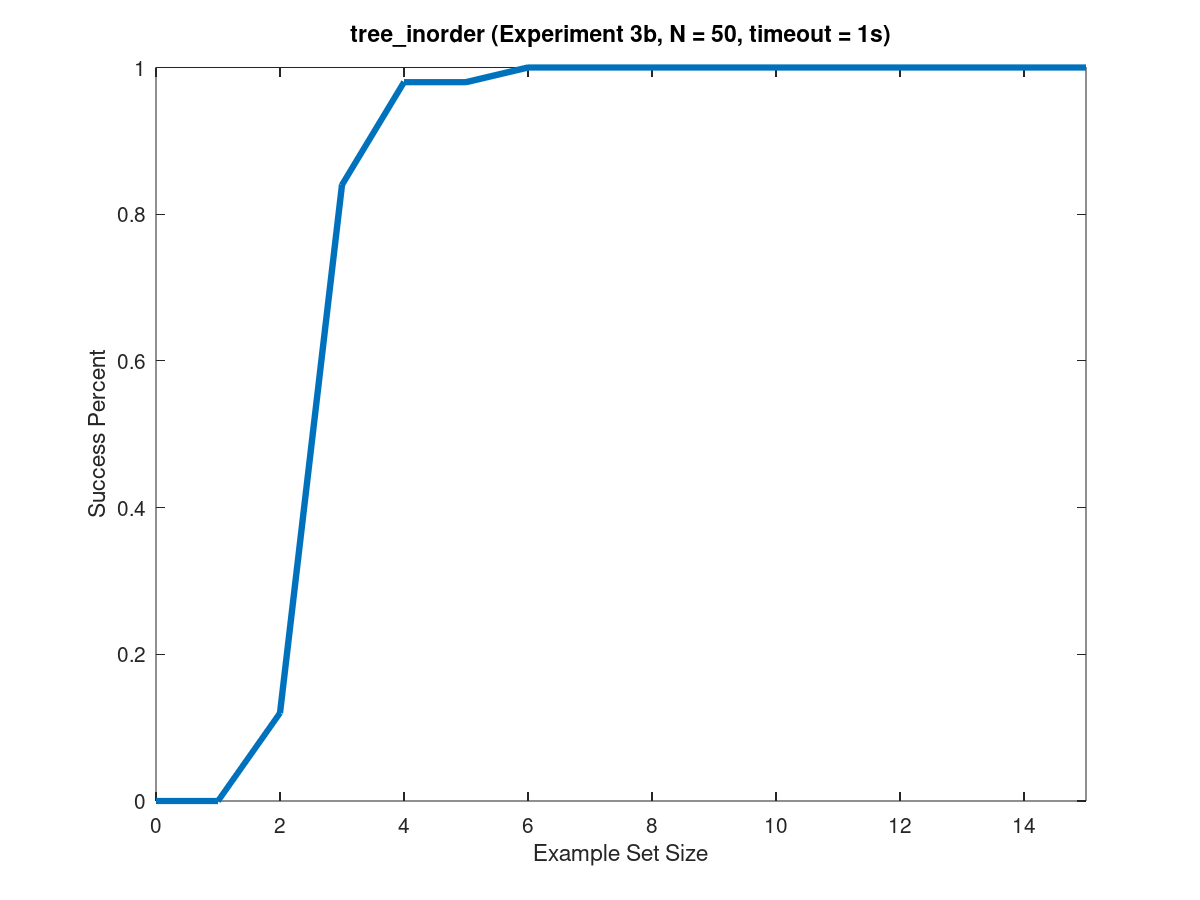 tree_inorder (Experiment 3b, N = 50, timeout = 1s)
1
0.8
0.6
0.4
0.2
0
Success Percent
0 2 4 6 8 10 12 14
Example Set Size